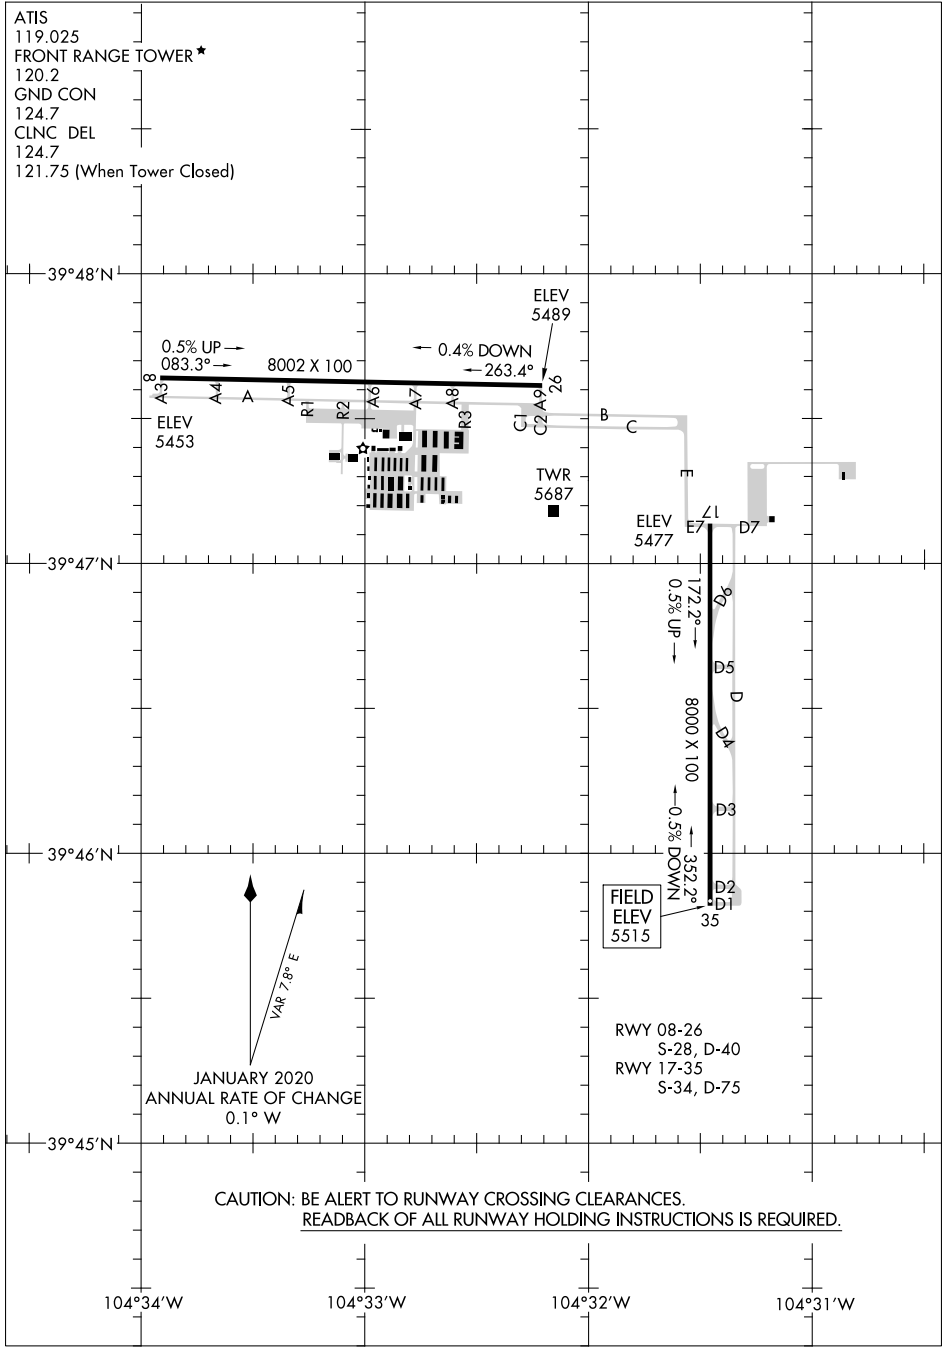 ATIS
119.025
FRONT RANGE TOWER★
120.2
GND CON
124.7
CLNC DEL
124.7
121.75 (When Tower Closed)
39°48'N
ELEV
5489
0.5% UP →
← 0.4% DOWN
083.3° →
8002 X 100
← 263.4°
8
26
A3
A4
A
A5
A6
A7
A8
A9
R1
R2
R3
C1
C2
B
C
ELEV
5453
E
TWR
5687
ELEV
5477
E7
17
D7
39°47'N
172.2° →
0.5% UP →
D6
D5
D
D4
8000 X 100
D3
← 0.5% DOWN
← 352.2°
39°46'N
D2
D1
35
FIELD
ELEV
5515
VAR 7.8° E
JANUARY 2020
ANNUAL RATE OF CHANGE
0.1° W
RWY 08-26
S-28, D-40
RWY 17-35
S-34, D-75
39°45'N
CAUTION: BE ALERT TO RUNWAY CROSSING CLEARANCES.
READBACK OF ALL RUNWAY HOLDING INSTRUCTIONS IS REQUIRED.
104°34'W
104°33'W
104°32'W
104°31'W